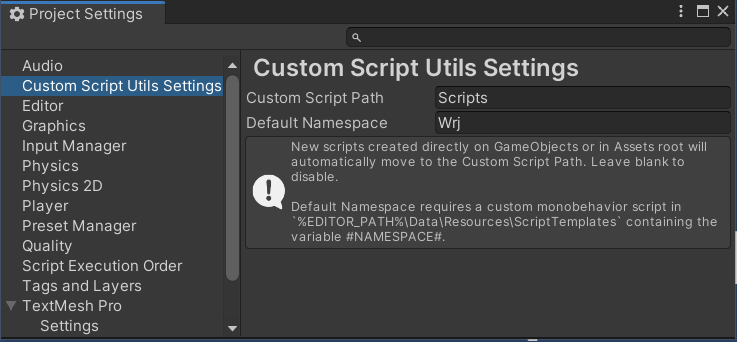 Project Settings
Audio
Custom Script Utils Settings
Editor
Graphics
Input Manager
Physics
Physics 2D
Player
Preset Manager
Quality
Script Execution Order
Tags and Layers
TextMesh Pro
Settings
Custom Script Utils Settings
Custom Script Path
Scripts
Default Namespace
Wrj
New scripts created directly on GameObjects or in Assets root will
automatically move to the Custom Script Path. Leave blank to
disable.
Default Namespace requires a custom monobehavior script in
`%EDITOR_PATH%\Data\Resources\ScriptTemplates` containing the
variable #NAMESPACE#.